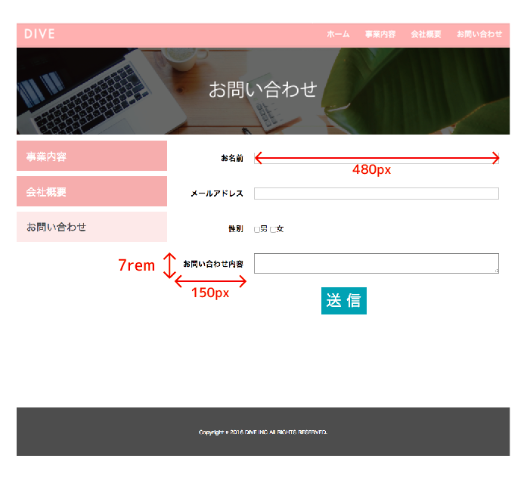 DIVE
ホーム 事業内容 会社概要 お問い合わせ
お問い合わせ
事業内容
会社概要
お問い合わせ
お名前
480px
メールアドレス
性別 男 女
お問い合わせ内容
7rem
150px
送信
Copyright © 2016 DIVE INC. All RIGHTS RESERVED.